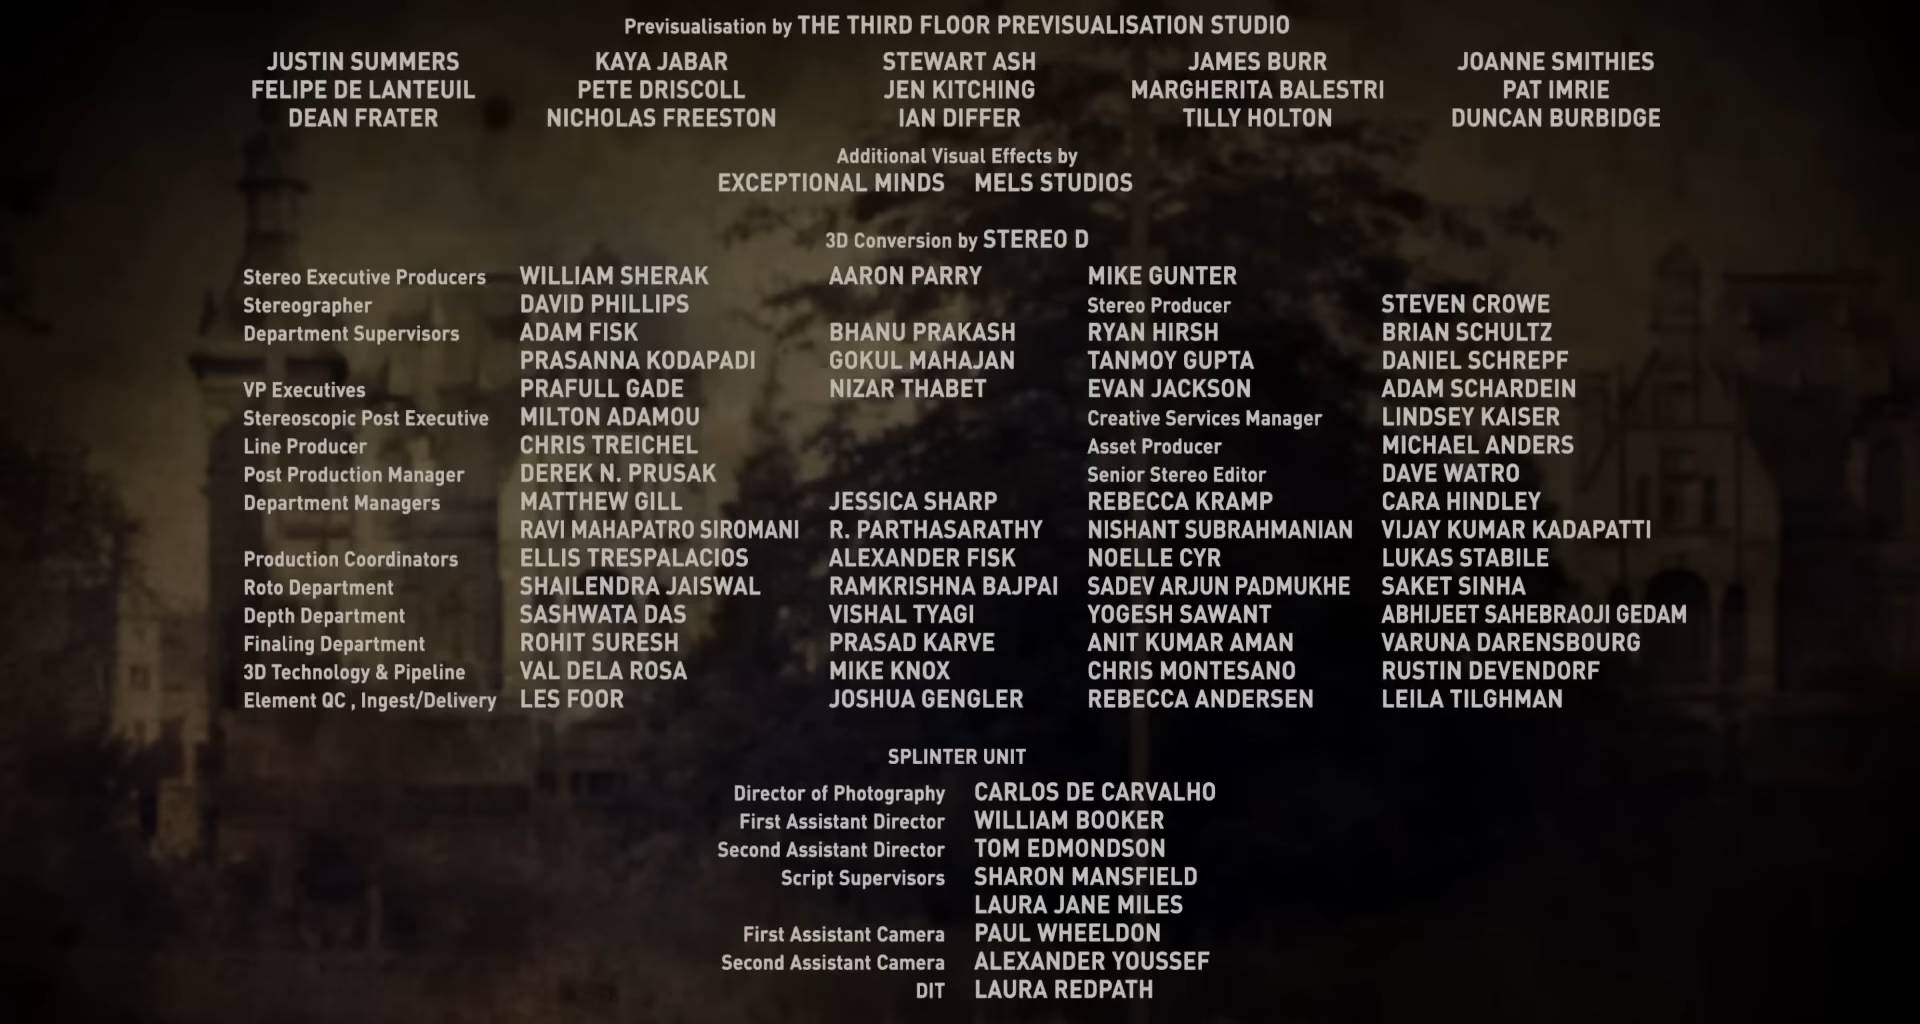 Previsualisation by THE THIRD FLOOR PREVISUALISATION STUDIO
JUSTIN SUMMERS KAYA JABAR STEWART ASH JAMES BURR JOANNE SMITHIES
FELIPE DE LANTEUIL PETE DRISCOLL JEN KITCHING MARGHERITA BALESTRI PAT IMRIE
DEAN FRATER NICHOLAS FREESTON IAN DIFFER TILLY HOLTON DUNCAN BURBIDGE
Additional Visual Effects by
EXCEPTIONAL MINDS MELS STUDIOS
3D Conversion by STEREO D
Stereo Executive Producers WILLIAM SHERAK AARON PARRY MIKE GUNTER
Stereographer DAVID PHILLIPS Stereo Producer STEVEN CROWE
Department Supervisors ADAM FISK BHANU PRAKASH RYAN HIRSH BRIAN SCHULTZ
PRASANNA KODAPADI GOKUL MAHAJAN TANMOY GUPTA DANIEL SCHREPF
VP Executives PRAFULL GADE NIZAR THABET EVAN JACKSON ADAM SCHARDEIN
Stereoscopic Post Executive MILTON ADAMOU Creative Services Manager LINDSEY KAISER
Line Producer CHRIS TREICHEL Asset Producer MICHAEL ANDERS
Post Production Manager DEREK N. PRUSAK Senior Stereo Editor DAVE WATRO
Department Managers MATTHEW GILL JESSICA SHARP REBECCA KRAMP CARA HINDLEY
RAVI MAHAPATRO SIROMANI R. PARTHASARATHY NISHANT SUBRAHMANIAN VIJAY KUMAR KADAPATTI
Production Coordinators ELLIS TRESPALACIOS ALEXANDER FISK NOELLE CYR LUKAS STABILE
Roto Department SHAILENDRA JAISWAL RAMKRISHNA BAJPAI SADEV ARJUN PADMUKHE SAKET SINHA
Depth Department SASHWATA DAS VISHAL TYAGI YOGESH SAWANT ABHIJEET SAHEBRAOJI GEDAM
Finaling Department ROHIT SURESH PRASAD KARVE ANIT KUMAR AMAN VARUNA DARENSBOURG
3D Technology & Pipeline VAL DELA ROSA MIKE KNOX CHRIS MONTESANO RUSTIN DEVENDORF
Element QC , Ingest/Delivery LES FOOR JOSHUA GENGLER REBECCA ANDERSEN LEILA TILGHMAN
SPLINTER UNIT
Director of Photography CARLOS DE CARVALHO
First Assistant Director WILLIAM BOOKER
Second Assistant Director TOM EDMONDSON
Script Supervisors SHARON MANSFIELD
LAURA JANE MILES
First Assistant Camera PAUL WHEELDON
Second Assistant Camera ALEXANDER YOUSSEF
DIT LAURA REDPATH